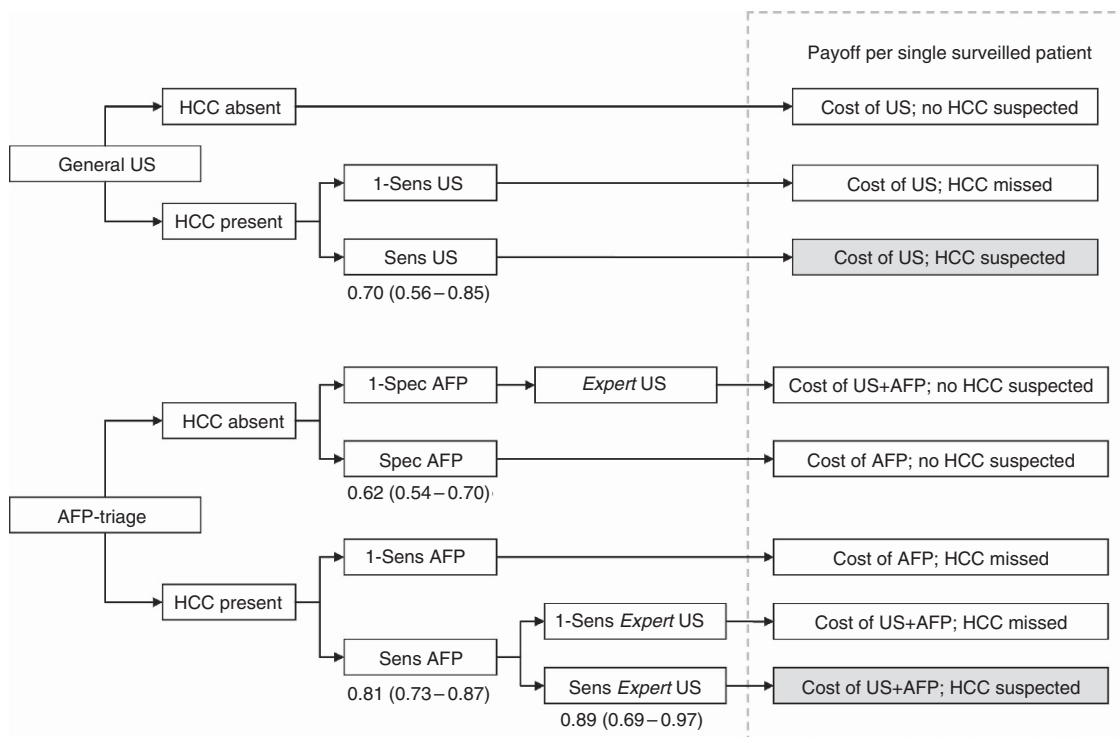 Payoff per single surveilled patient
HCC absent
Cost of US; no HCC suspected
General US
1-Sens US
Cost of US; HCC missed
HCC present
Sens US
Cost of US; HCC suspected
0.70 (0.56–0.85)
1-Spec AFP
Expert US
Cost of US+AFP; no HCC suspected
HCC absent
Spec AFP
Cost of AFP; no HCC suspected
0.62 (0.54–0.70)
AFP-triage
1-Sens AFP
Cost of AFP; HCC missed
HCC present
1-Sens Expert US
Cost of US+AFP; HCC missed
Sens AFP
Sens Expert US
Cost of US+AFP; HCC suspected
0.81 (0.73–0.87)
0.89 (0.69–0.97)